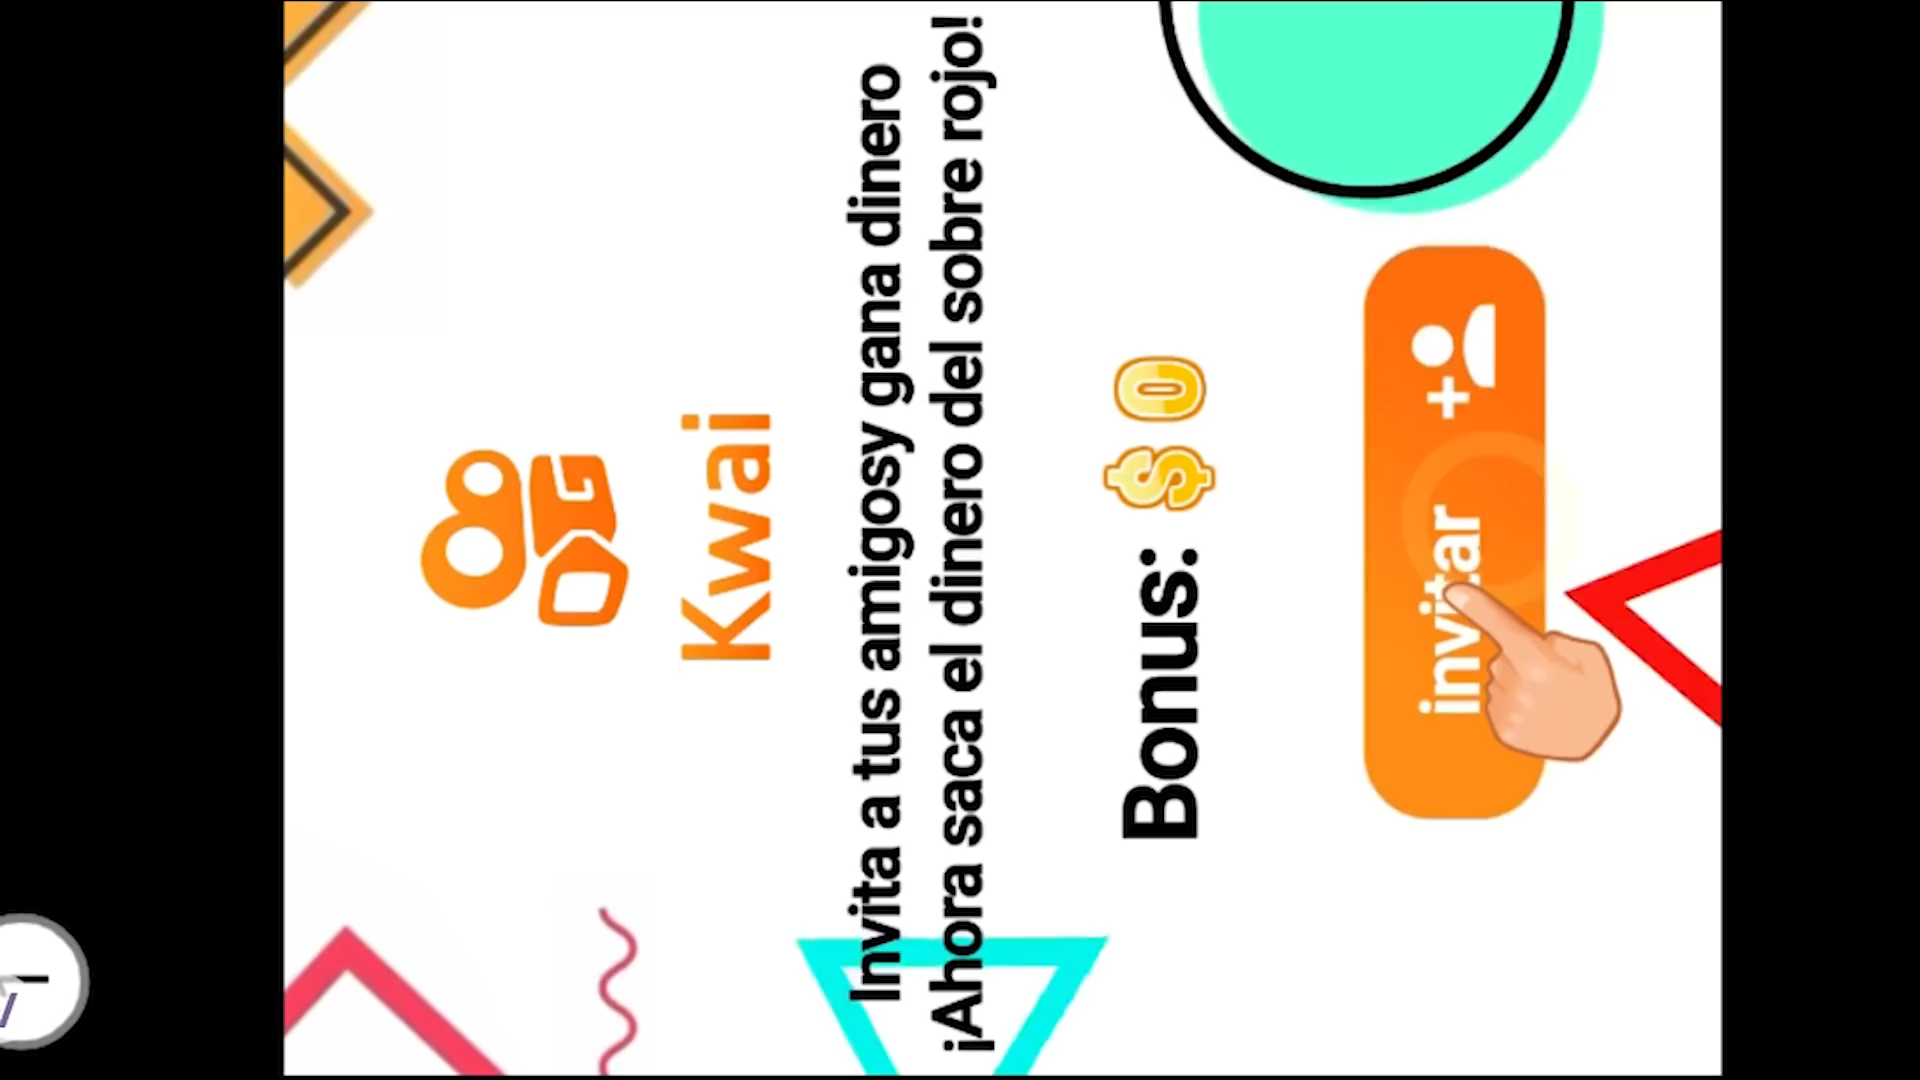 Kwai
Invita a tus amigosy gana dinero
¡Ahora saca el dinero del sobre rojo!
Bonus: $0
invitar